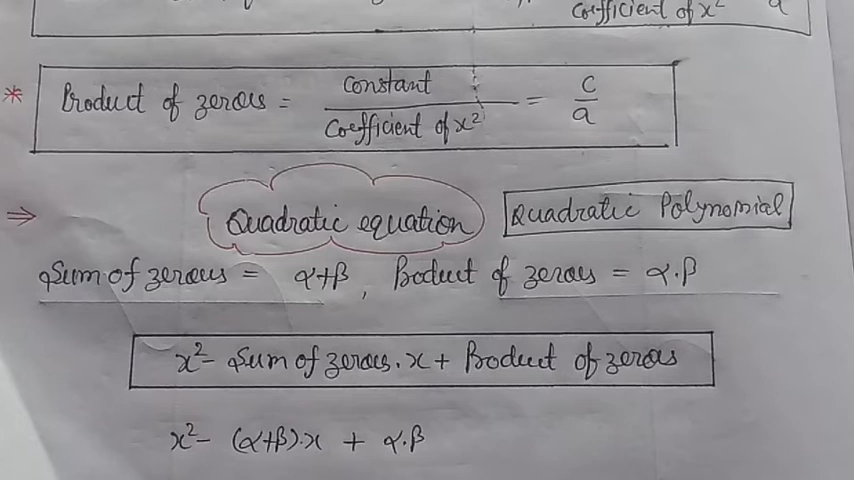 Coefficient of x² a
* Product of zeroes = constant / Coefficient of x² = c / a
⇒ Quadratic equation Quadratic Polynomial
Sum of zeroes = α+β, Product of zeroes = α.β
x² - Sum of zeroes . x + Product of zeroes
x² - (α+β).x + α.β